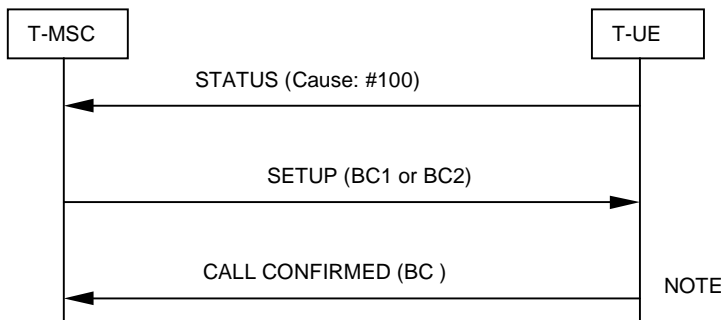 T-MSC
T-UE
STATUS (Cause: #100)
SETUP (BC1 or BC2)
CALL CONFIRMED (BC )
NOTE